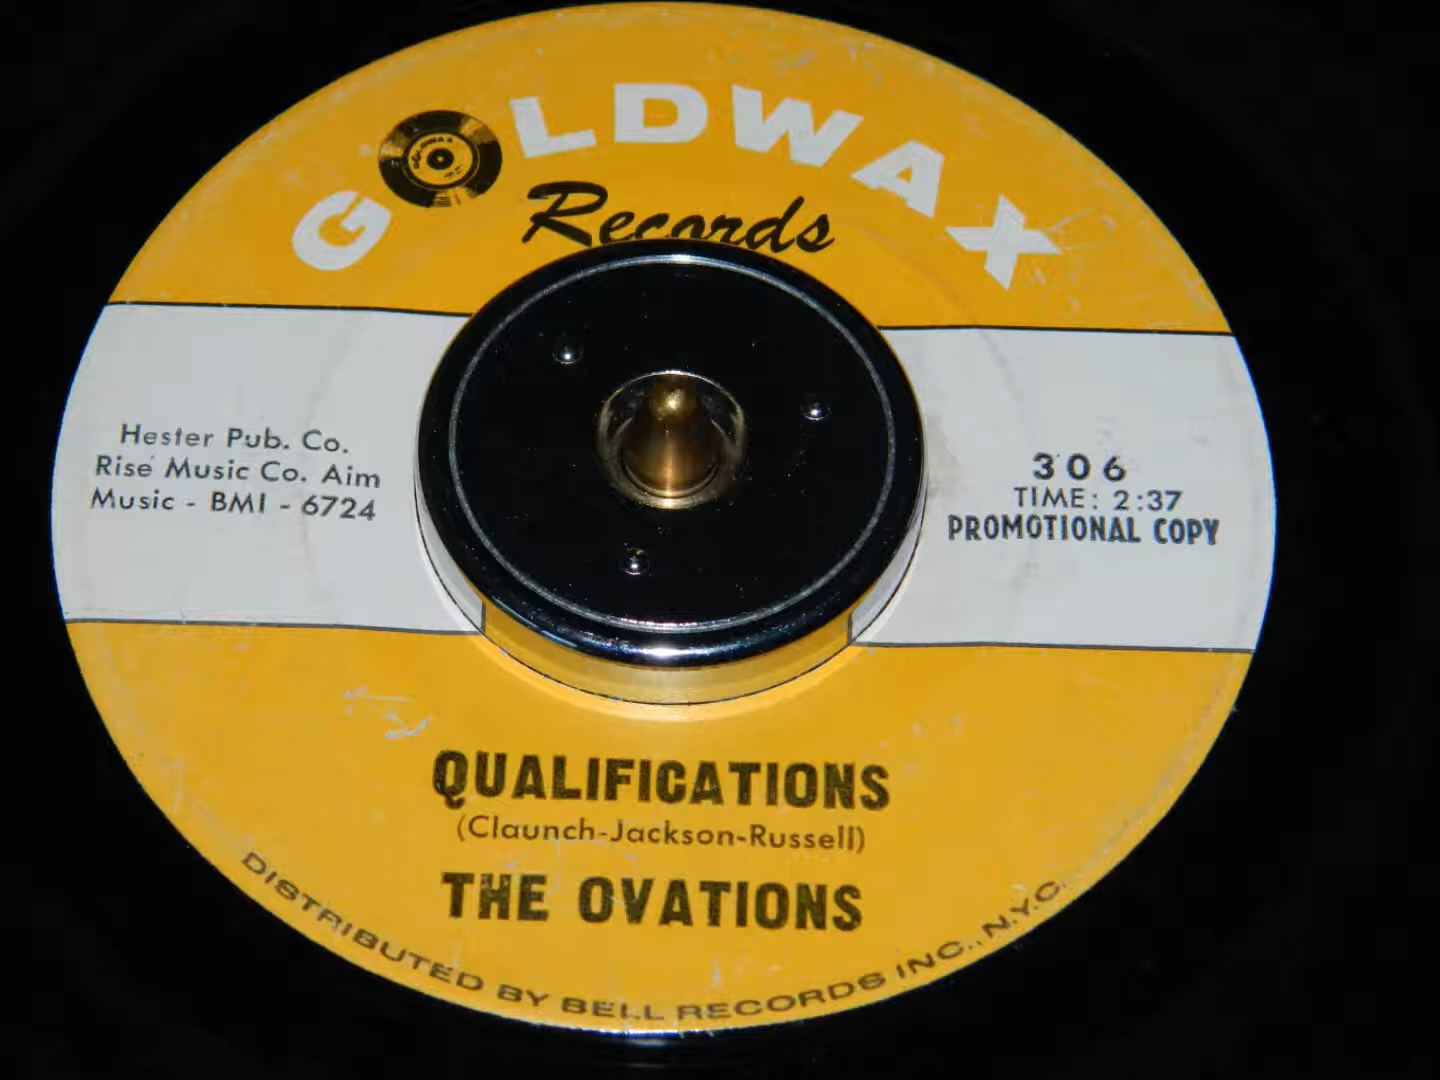 GOLDWAX
Records
Hester Pub. Co.
Rise Music Co. Aim
Music - BMI - 6724
306
TIME: 2:37
PROMOTIONAL COPY
QUALIFICATIONS
(Claunch-Jackson-Russell)
THE OVATIONS
DISTRIBUTED BY BELL RECORDS INC., N.Y.C.